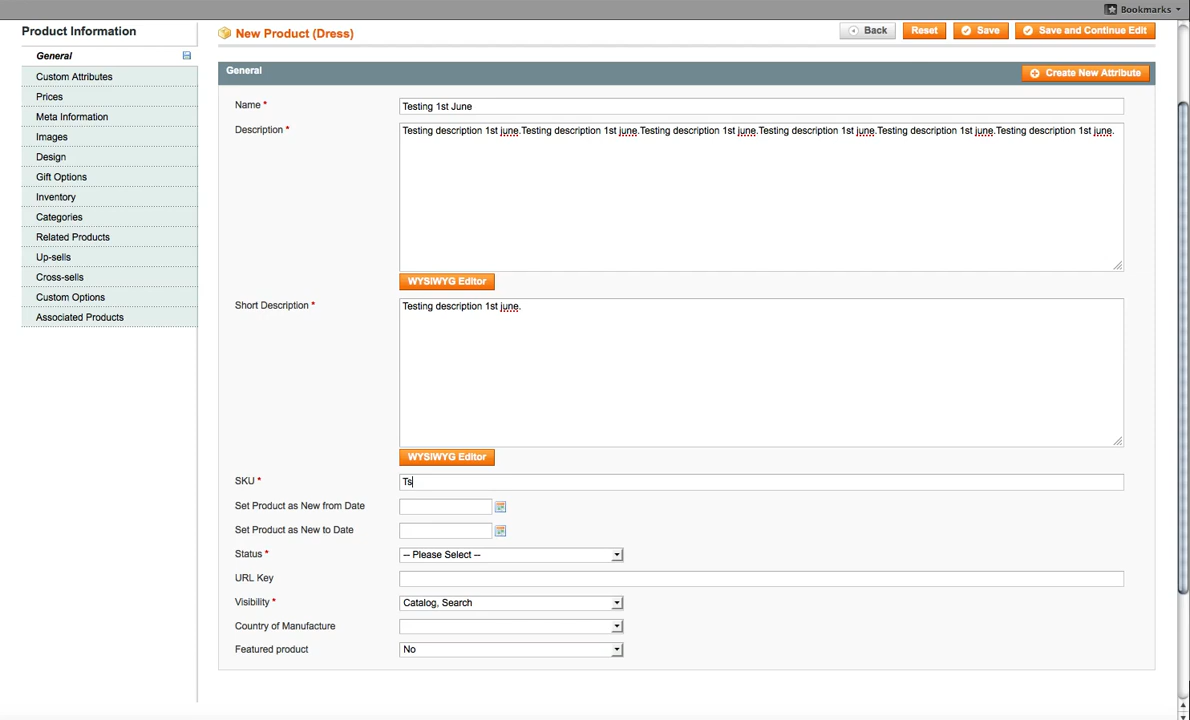 Bookmarks
Product Information
General
Custom Attributes
Prices
Meta Information
Images
Design
Gift Options
Inventory
Categories
Related Products
Up-sells
Cross-sells
Custom Options
Associated Products
New Product (Dress)
Back Reset Save Save and Continue Edit
General Create New Attribute
Name * Testing 1st June
Description * Testing description 1st june.Testing description 1st june.Testing description 1st june.Testing description 1st june.Testing description 1st june.Testing description 1st june.
WYSIWYG Editor
Short Description * Testing description 1st june.
WYSIWYG Editor
SKU * Ts
Set Product as New from Date
Set Product as New to Date
Status * -- Please Select --
URL Key
Visibility * Catalog, Search
Country of Manufacture
Featured product No